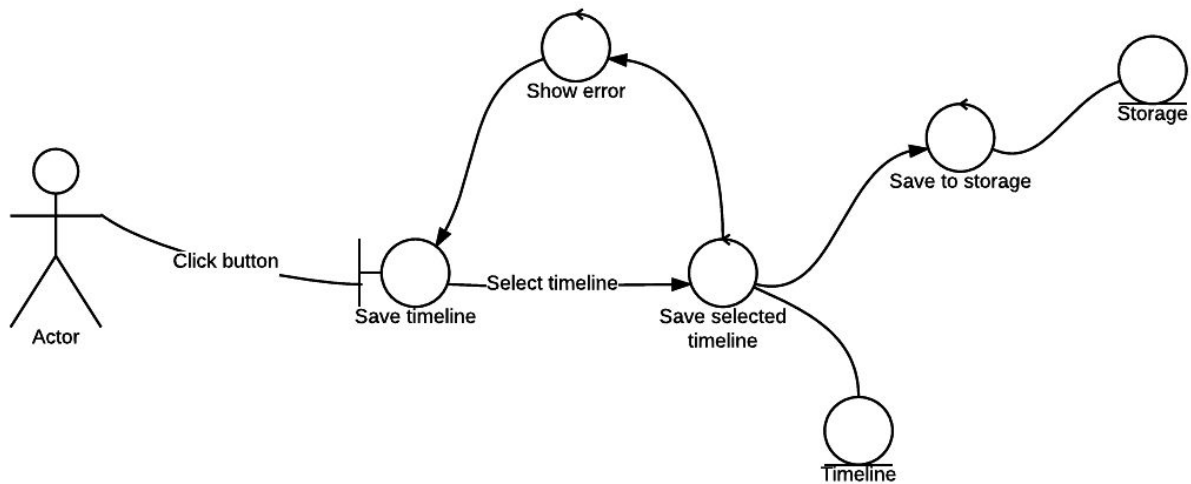 Show error
Storage
Save to storage
Click button
Select timeline
Save timeline
Save selected
timeline
Actor
Timeline